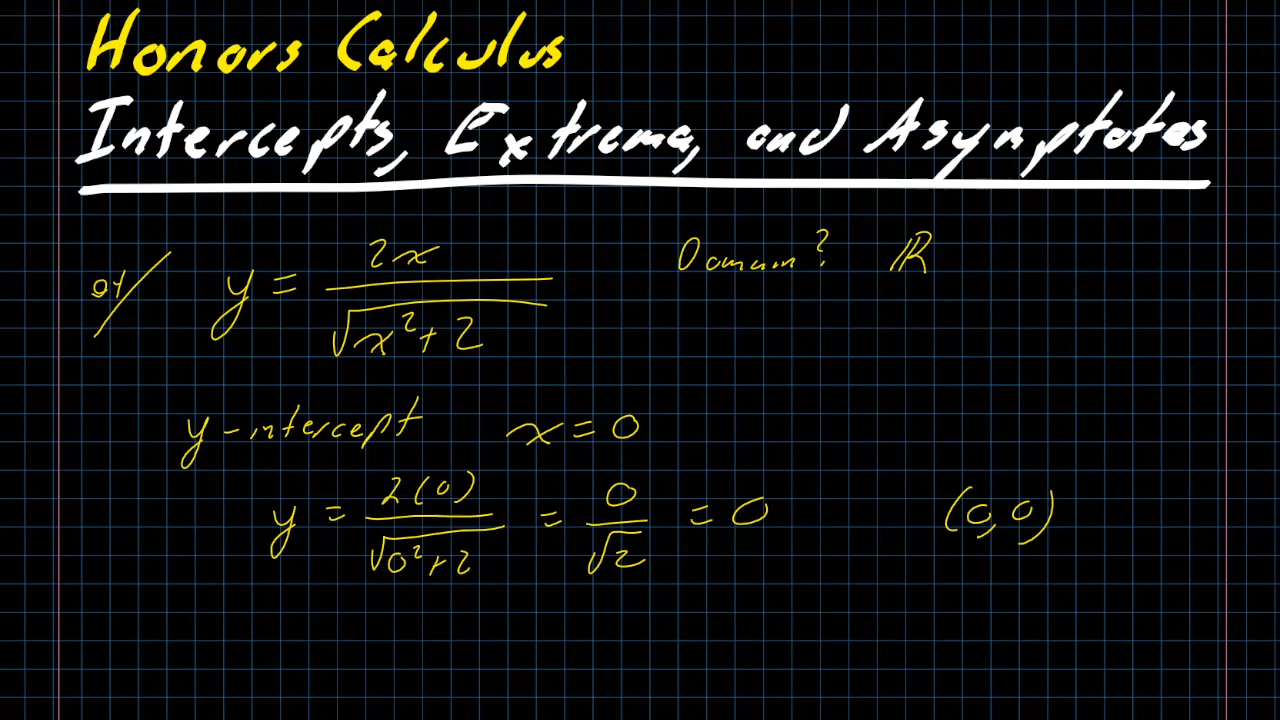 Honors Calculus
Intercepts, Extrema, and Asymptotes
y = 2x / √(x²+2) Domain? ℝ
y-intercept x = 0
y = 2(0) / √(0²+2) = 0 / √2 = 0 (0,0)